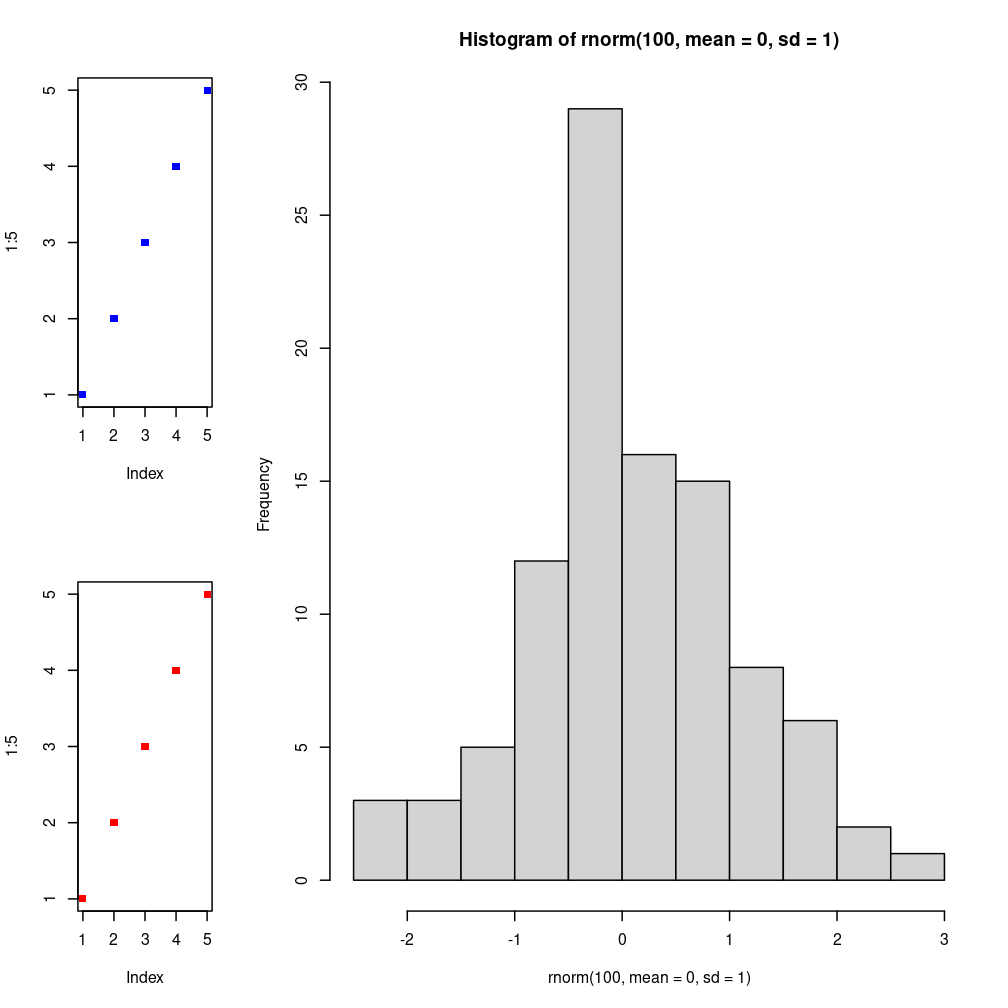 1:5
5
4
3
2
1
1 2 3 4 5
Index
1:5
5
4
3
2
1
1 2 3 4 5
Index
Histogram of rnorm(100, mean = 0, sd = 1)
Frequency
30
25
20
15
10
5
0
-2 -1 0 1 2 3
rnorm(100, mean = 0, sd = 1)